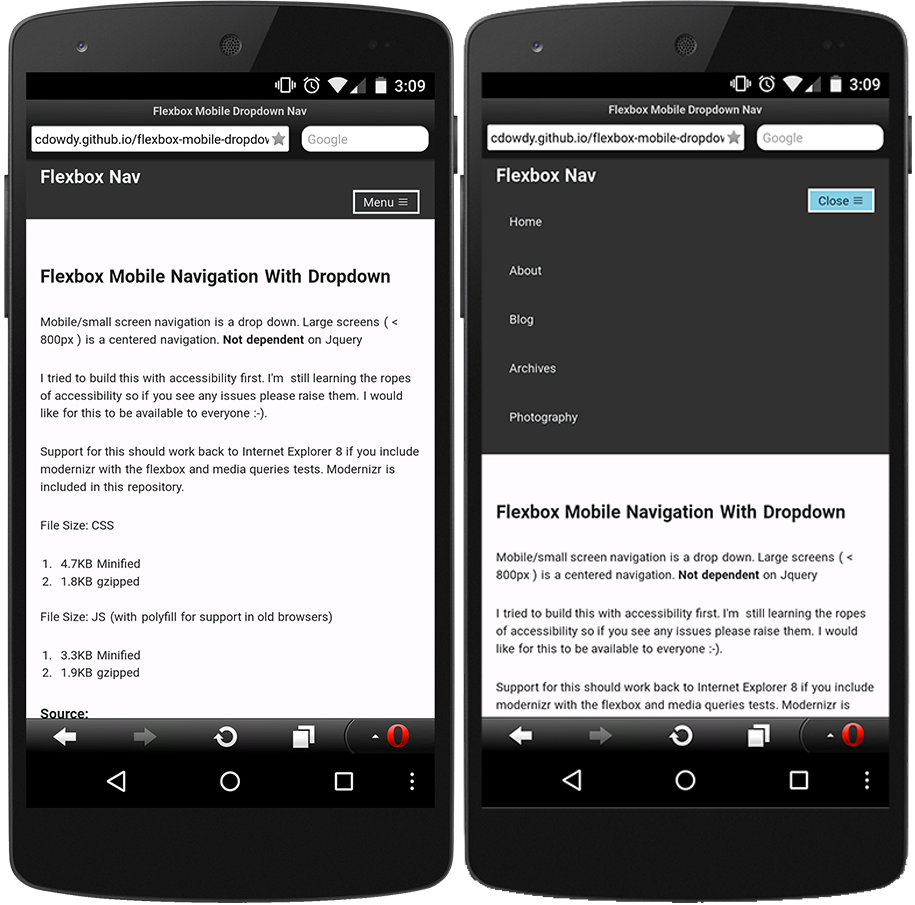 3:09
Flexbox Mobile Dropdown Nav
cdowdy.github.io/flexbox-mobile-dropdov
Google
Flexbox Nav
Menu
Flexbox Mobile Navigation With Dropdown
Mobile/small screen navigation is a drop down. Large screens ( <
800px ) is a centered navigation. Not dependent on Jquery
I tried to build this with accessibility first. I'm still learning the ropes
of accessibility so if you see any issues please raise them. I would
like for this to be available to everyone :-).
Support for this should work back to Internet Explorer 8 if you include
modernizr with the flexbox and media queries tests. Modernizr is
included in this repository.
File Size: CSS
1. 4.7KB Minified
2. 1.8KB gzipped
File Size: JS (with polyfill for support in old browsers)
1. 3.3KB Minified
2. 1.9KB gzipped
Source:
3:09
Flexbox Mobile Dropdown Nav
cdowdy.github.io/flexbox-mobile-dropdov
Google
Flexbox Nav
Close
Home
About
Blog
Archives
Photography
Flexbox Mobile Navigation With Dropdown
Mobile/small screen navigation is a drop down. Large screens ( <
800px ) is a centered navigation. Not dependent on Jquery
I tried to build this with accessibility first. I'm still learning the ropes
of accessibility so if you see any issues please raise them. I would
like for this to be available to everyone :-).
Support for this should work back to Internet Explorer 8 if you include
modernizr with the flexbox and media queries tests. Modernizr is